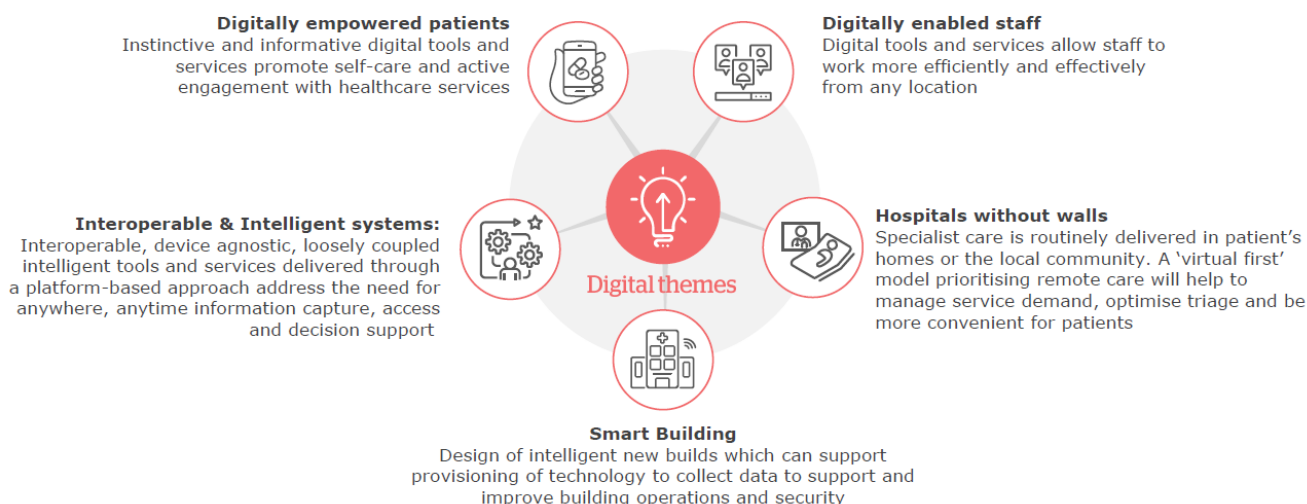 Digitally empowered patients
Instinctive and informative digital tools and
services promote self-care and active
engagement with healthcare services
Digitally enabled staff
Digital tools and services allow staff to
work more efficiently and effectively
from any location
Interoperable & Intelligent systems:
Interoperable, device agnostic, loosely coupled
intelligent tools and services delivered through
a platform-based approach address the need for
anywhere, anytime information capture, access
and decision support
Digital themes
Hospitals without walls
Specialist care is routinely delivered in patient’s
homes or the local community. A ‘virtual first’
model prioritising remote care will help to
manage service demand, optimise triage and be
more convenient for patients
Smart Building
Design of intelligent new builds which can support
provisioning of technology to collect data to support and
improve building operations and security